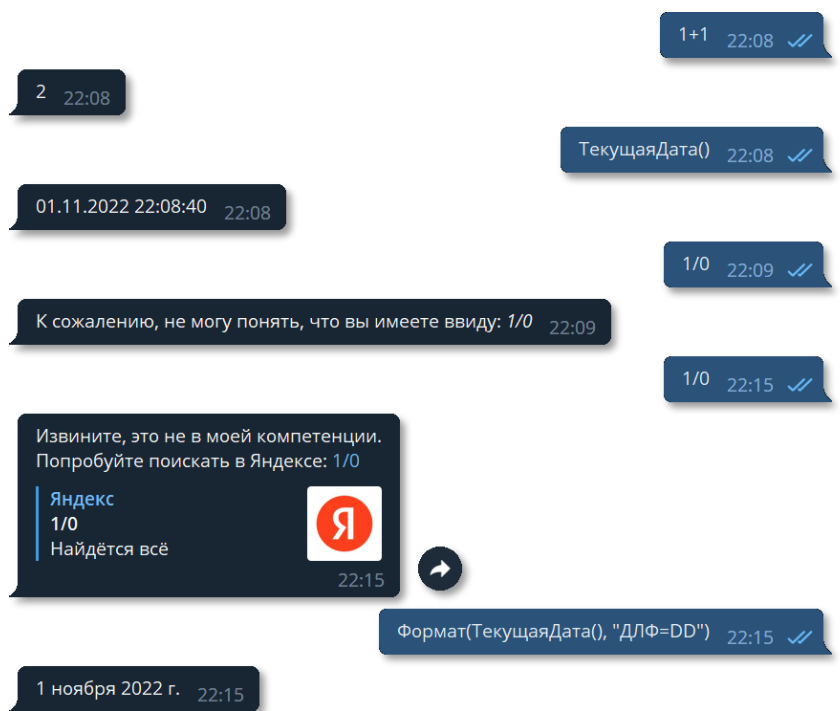 1+1 22:08
2 22:08
ТекущаяДата() 22:08
01.11.2022 22:08:40 22:08
1/0 22:09
К сожалению, не могу понять, что вы имеете ввиду: 1/0 22:09
1/0 22:15
Извините, это не в моей компетенции.
Попробуйте поискать в Яндексе: 1/0
Яндекс
1/0
Найдётся всё
Я
22:15
Формат(ТекущаяДата(), "ДЛФ=DD") 22:15
1 ноября 2022 г. 22:15